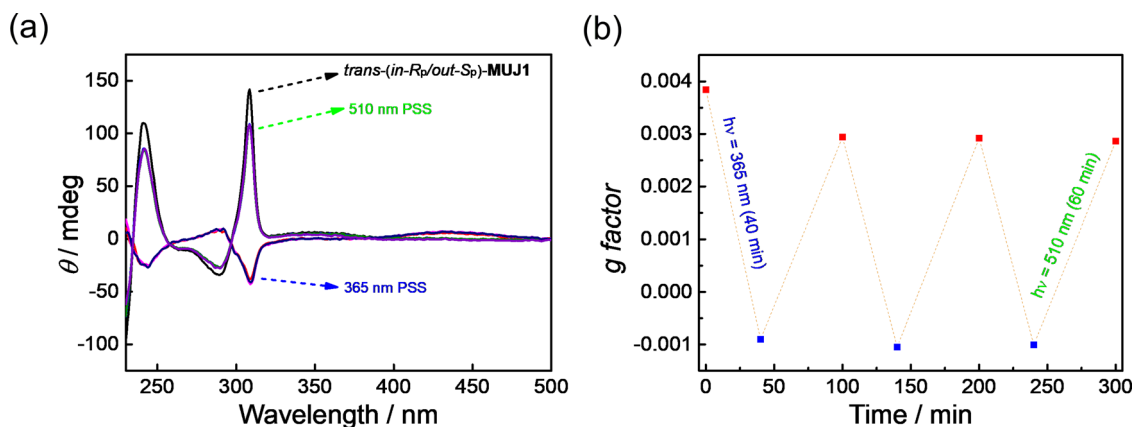 (a)
150
100
50
0
-50
-100
θ / mdeg
trans-(in-Rp/out-Sp)-MUJ1
510 nm PSS
365 nm PSS
250 300 350 400 450 500
Wavelength / nm
(b)
0.004
0.003
0.002
0.001
0.000
-0.001
g factor
hν = 365 nm (40 min)
hν = 510 nm (60 min)
0 50 100 150 200 250 300
Time / min